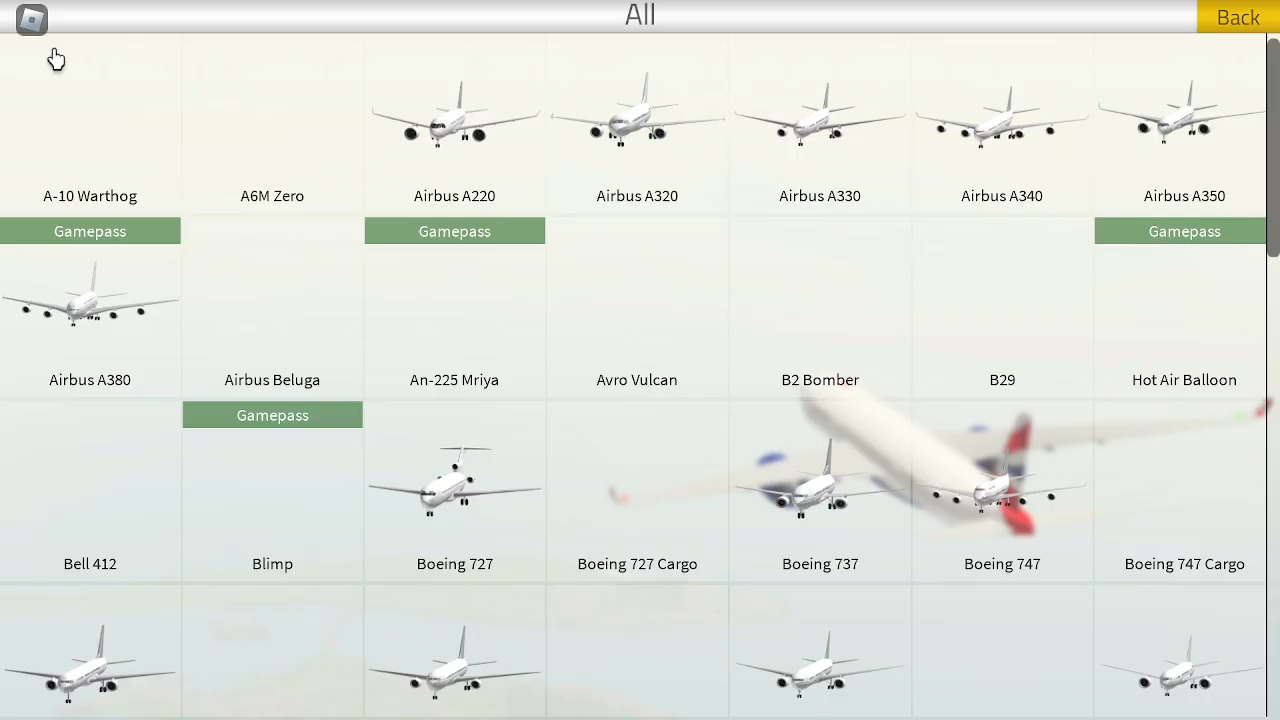 All
Back
A-10 Warthog
A6M Zero
Airbus A220
Airbus A320
Airbus A330
Airbus A340
Airbus A350
Gamepass
Gamepass
Gamepass
Airbus A380
Airbus Beluga
An-225 Mriya
Avro Vulcan
B2 Bomber
B29
Hot Air Balloon
Gamepass
Bell 412
Blimp
Boeing 727
Boeing 727 Cargo
Boeing 737
Boeing 747
Boeing 747 Cargo